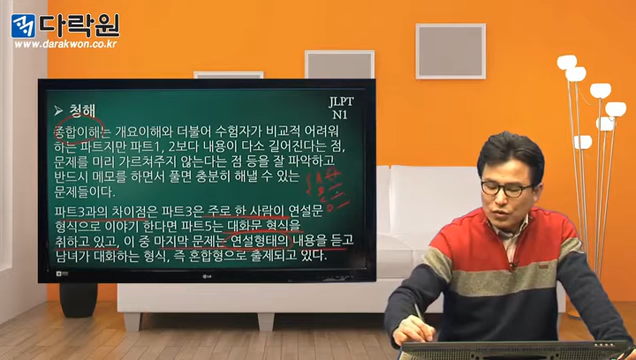 다락원
www.darakwon.co.kr
➢ 청해
JLPT
N1
종합이해는 개요이해와 더불어 수험자가 비교적 어려워
하는 파트지만 파트1, 2보다 내용이 다소 길어진다는 점,
문제를 미리 가르쳐주지 않는다는 점 등을 잘 파악하고
반드시 메모를 하면서 풀면 충분히 해낼 수 있는
문제들이다.
파트3과의 차이점은 파트3은 주로 한 사람이 연설문
형식으로 이야기 한다면 파트5는 대화문 형식을
취하고 있고, 이 중 마지막 문제는 연설형태의 내용을 듣고
남녀가 대화하는 형식, 즉 혼합형으로 출제되고 있다.
LG